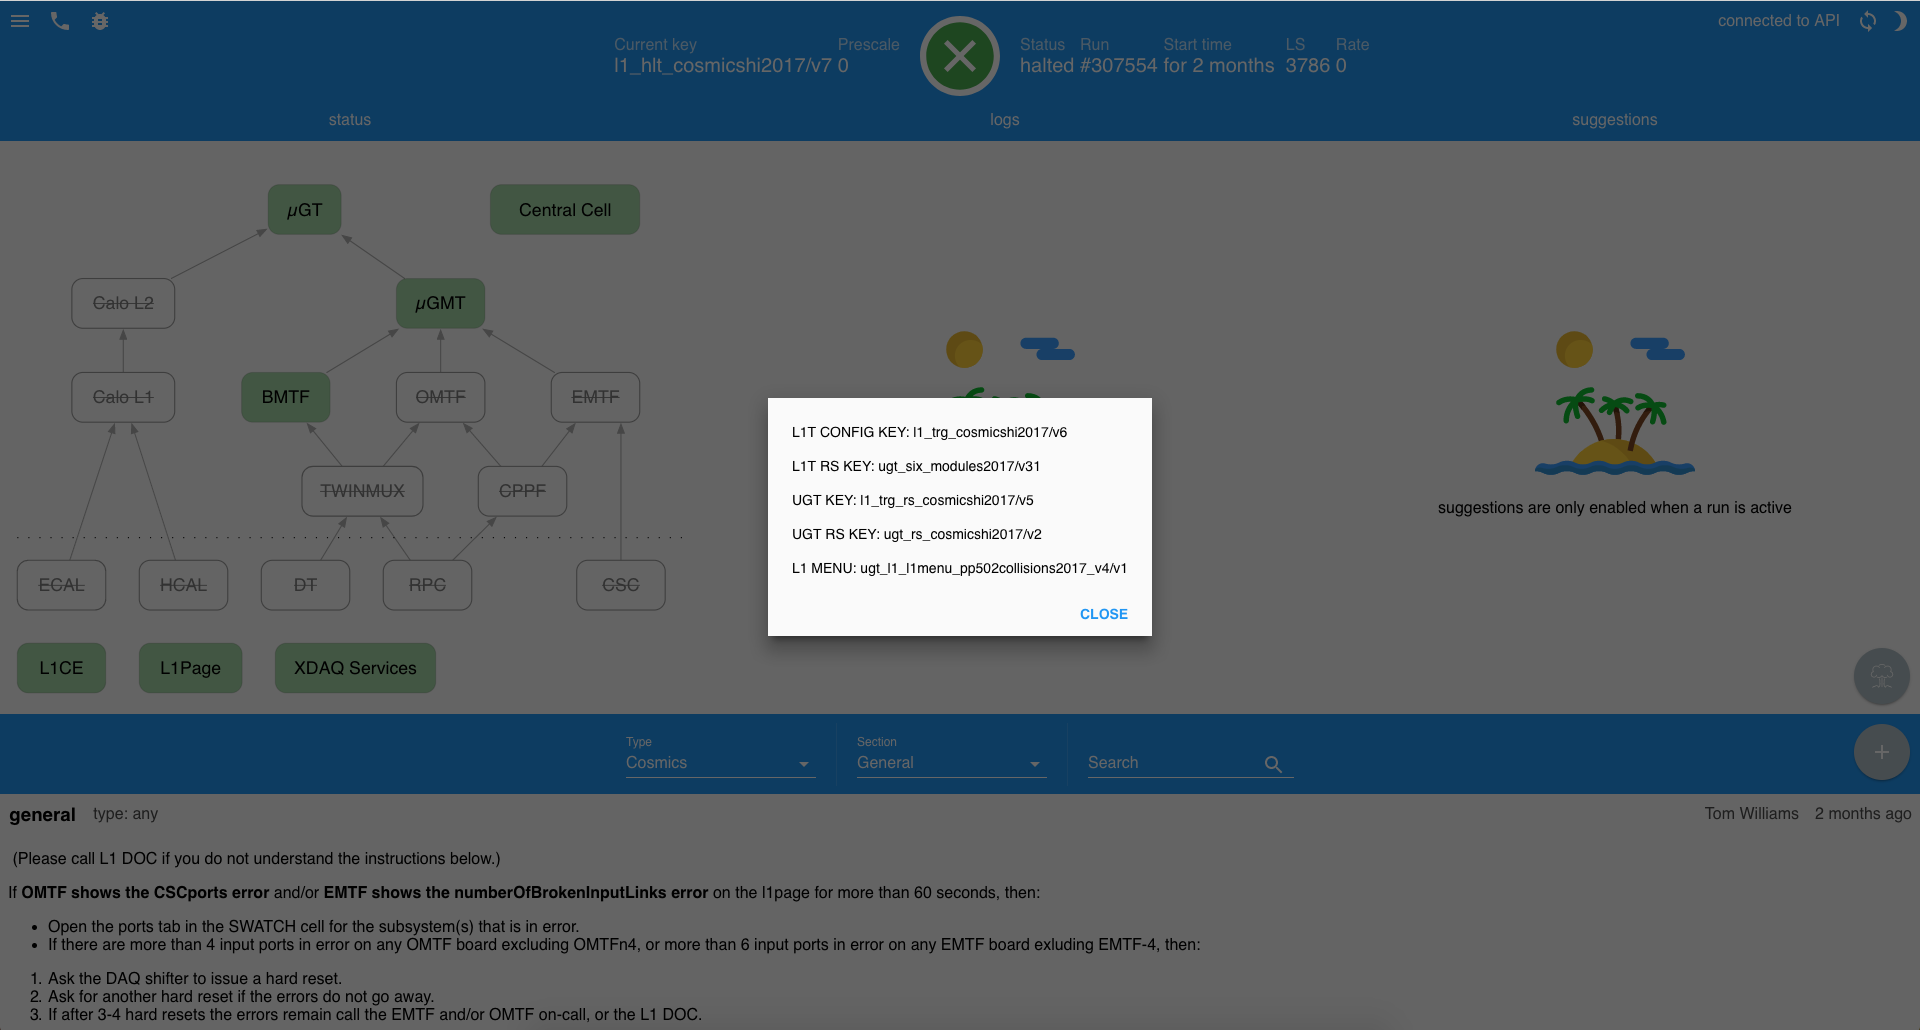 connected to API
Current key Prescale Status Run Start time LS Rate
l1_hlt_cosmicshi2017/v7 0 halted #307554 for 2 months 3786 0
status logs suggestions
µGT Central Cell
Calo L2 µGMT
Calo L1 BMTF OMTF EMTF
TWINMUX CPPF
ECAL HCAL DT RPC CSC
L1CE L1Page XDAQ Services
L1T CONFIG KEY: l1_trg_cosmicshi2017/v6
L1T RS KEY: ugt_six_modules2017/v31
UGT KEY: l1_trg_rs_cosmicshi2017/v5
UGT RS KEY: ugt_rs_cosmicshi2017/v2
L1 MENU: ugt_l1_l1menu_pp502collisions2017_v4/v1
CLOSE
suggestions are only enabled when a run is active
Type Section
Cosmics General Search
general type: any Tom Williams 2 months ago
(Please call L1 DOC if you do not understand the instructions below.)
If OMTF shows the CSCports error and/or EMTF shows the numberOfBrokenInputLinks error on the l1page for more than 60 seconds, then:
• Open the ports tab in the SWATCH cell for the subsystem(s) that is in error.
• If there are more than 4 input ports in error on any OMTF board excluding OMTFn4, or more than 6 input ports in error on any EMTF board exluding EMTF-4, then:
1. Ask the DAQ shifter to issue a hard reset.
2. Ask for another hard reset if the errors do not go away.
3. If after 3-4 hard resets the errors remain call the EMTF and/or OMTF on-call, or the L1 DOC.